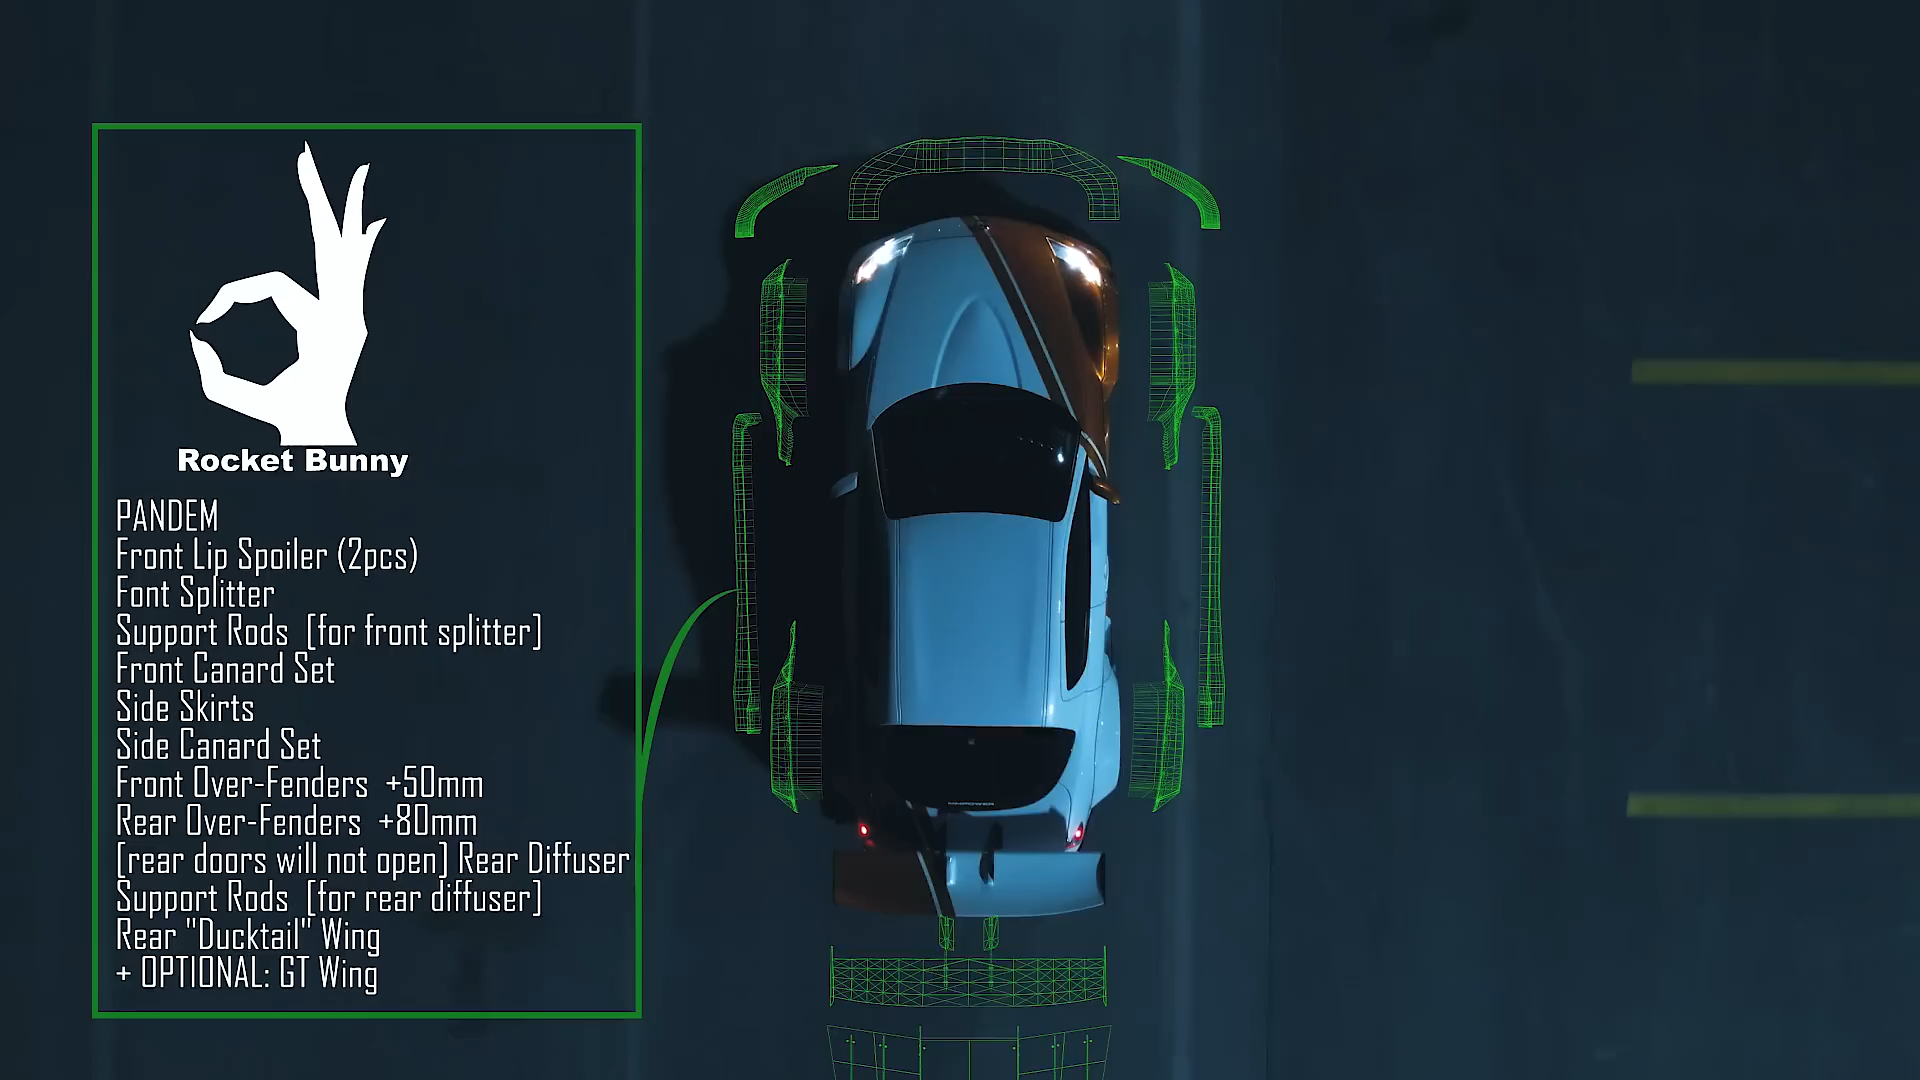 Rocket Bunny
PANDEM
Front Lip Spoiler (2pcs)
Font Splitter
Support Rods [for front splitter]
Front Canard Set
Side Skirts
Side Canard Set
Front Over-Fenders +50mm
Rear Over-Fenders +80mm
[rear doors will not open] Rear Diffuser
Support Rods [for rear diffuser]
Rear "Ducktail" Wing
+ OPTIONAL: GT Wing